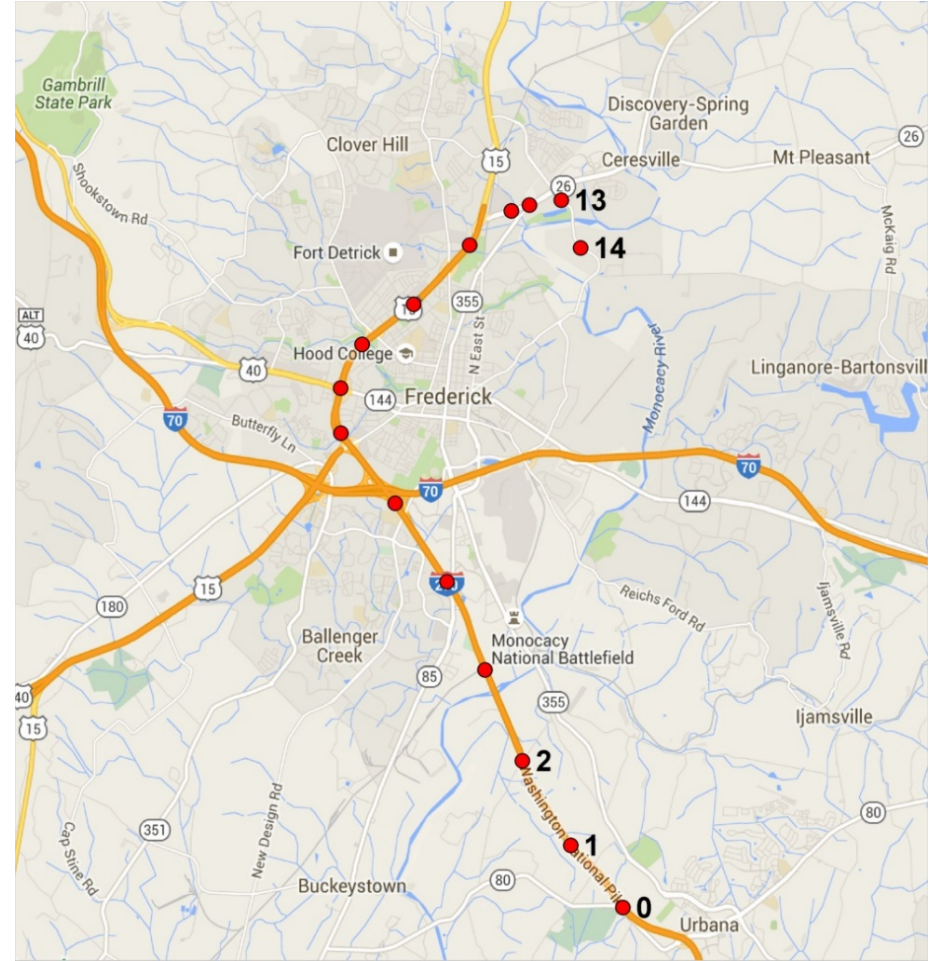 Gambrill
State Park
Discovery-Spring
Garden
Clover Hill
15
26
Ceresville
Mt Pleasant
Shookstown Rd
26
13
McKaig Rd
Fort Detrick
14
355
ALT
40
15
N East St
Monocacy River
Hood College
40
Linganore-Bartonsvill
144
Frederick
70
Butterfly Ln
70
70
144
15
180
Reichs Ford Rd
Ijamsville Rd
Ballenger
Creek
Monocacy
National Battlefield
85
40
355
15
Ijamsville
2
Washington National Pi
New Design Rd
80
351
1
Cap Stine Rd
Buckeystown
80
0
Urbana